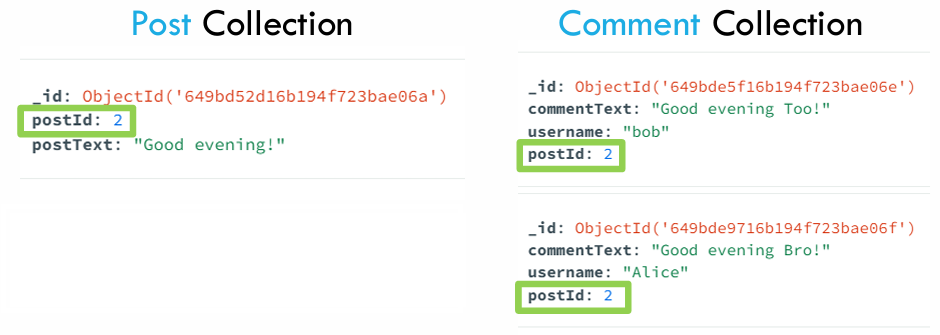 Post Collection
_id: ObjectId('649bd52d16b194f723bae06a')
postId: 2
postText: "Good evening!"
Comment Collection
_id: ObjectId('649bde5f16b194f723bae06e')
commentText: "Good evening Too!"
username: "bob"
postId: 2
_id: ObjectId('649bde9716b194f723bae06f')
commentText: "Good evening Bro!"
username: "Alice"
postId: 2